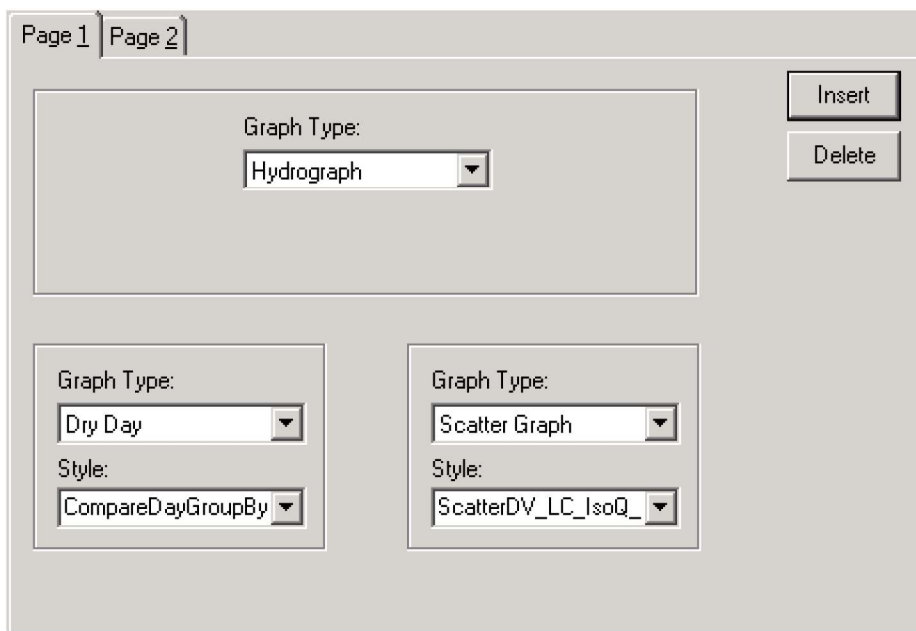 Page 1 Page 2
Insert
Delete
Graph Type:
Hydrograph
Graph Type:
Dry Day
Style:
CompareDayGroupBy
Graph Type:
Scatter Graph
Style:
ScatterDV_LC_IsoQ_